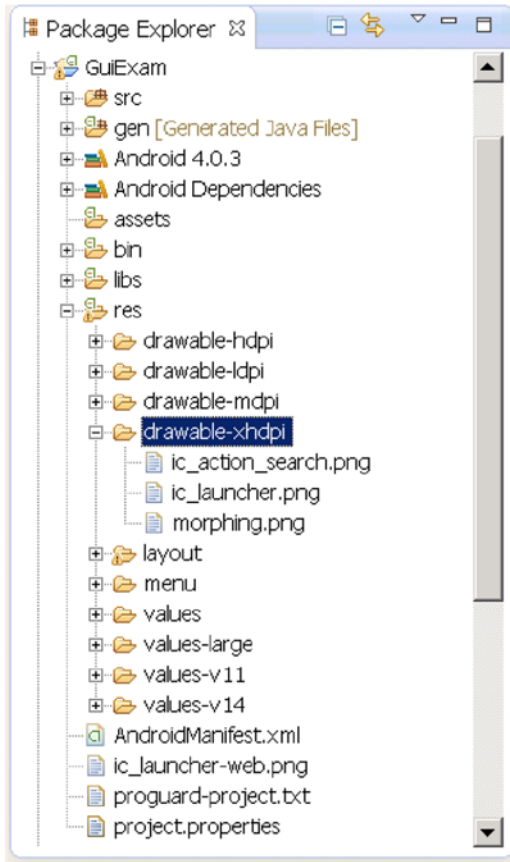 Package Explorer
GuiExam
src
gen [Generated Java Files]
Android 4.0.3
Android Dependencies
assets
bin
libs
res
drawable-hdpi
drawable-ldpi
drawable-mdpi
drawable-xhdpi
ic_action_search.png
ic_launcher.png
morphing.png
layout
menu
values
values-large
values-v11
values-v14
AndroidManifest.xml
ic_launcher-web.png
proguard-project.txt
project.properties